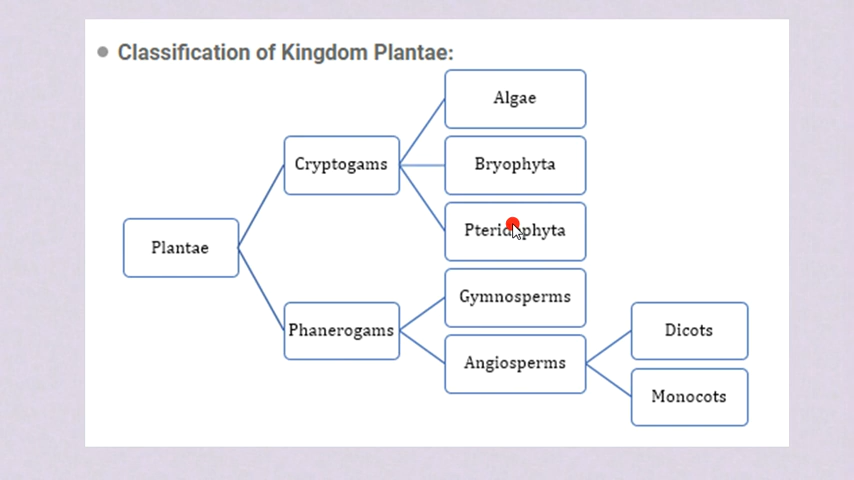 Classification of Kingdom Plantae:
Algae
Cryptogams
Bryophyta
Pteridophyta
Plantae
Gymnosperms
Phanerogams
Angiosperms
Dicots
Monocots